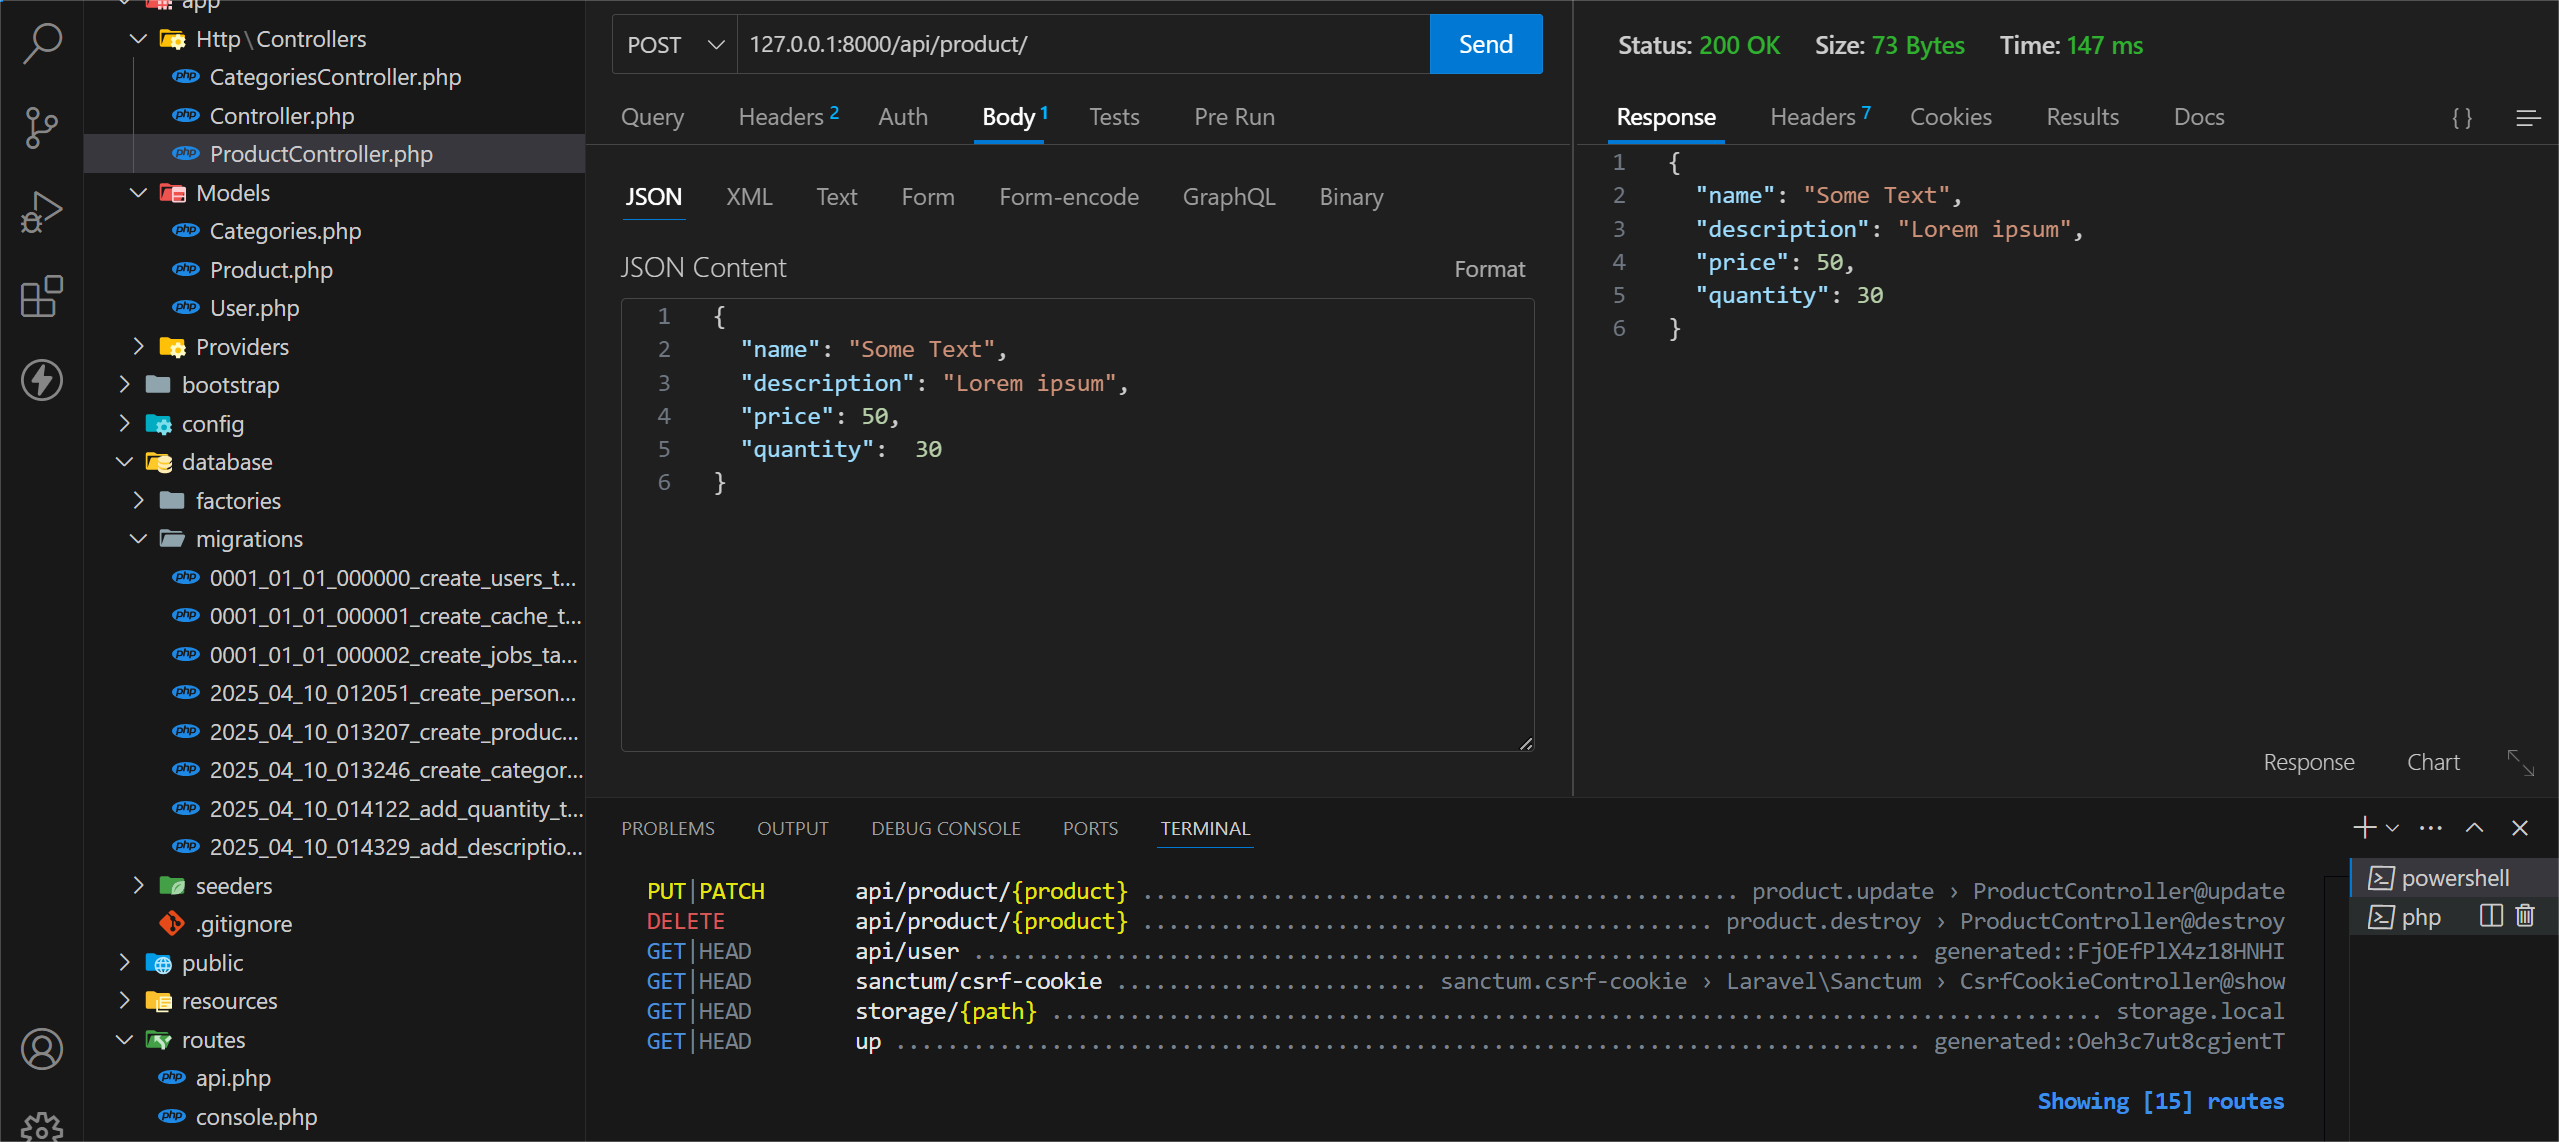 app
Http\Controllers
CategoriesController.php
Controller.php
ProductController.php
Models
Categories.php
Product.php
User.php
Providers
bootstrap
config
database
factories
migrations
0001_01_01_000000_create_users_t...
0001_01_01_000001_create_cache_t...
0001_01_01_000002_create_jobs_ta...
2025_04_10_012051_create_person...
2025_04_10_013207_create_produc...
2025_04_10_013246_create_categor...
2025_04_10_014122_add_quantity_t...
2025_04_10_014329_add_descriptio...
seeders
.gitignore
public
resources
routes
api.php
console.php
POST 127.0.0.1:8000/api/product/ Send
Query Headers 2 Auth Body 1 Tests Pre Run
JSON XML Text Form Form-encode GraphQL Binary
JSON Content Format
1 {
2 "name": "Some Text",
3 "description": "Lorem ipsum",
4 "price": 50,
5 "quantity":  30
6 }
Status: 200 OK Size: 73 Bytes Time: 147 ms
Response Headers 7 Cookies Results Docs {}
1 {
2 "name": "Some Text",
3 "description": "Lorem ipsum",
4 "price": 50,
5 "quantity": 30
6 }
Response Chart
PROBLEMS OUTPUT DEBUG CONSOLE PORTS TERMINAL
PUT|PATCH api/product/{product} .............................................. product.update › ProductController@update
DELETE api/product/{product} ............................................ product.destroy › ProductController@destroy
GET|HEAD api/user ......................................................................... generated::FjOEfPlX4z18HNHI
GET|HEAD sanctum/csrf-cookie ........................ sanctum.csrf-cookie › Laravel\Sanctum › CsrfCookieController@show
GET|HEAD storage/{path} ................................................................................. storage.local
GET|HEAD up ............................................................................... generated::Oeh3c7ut8cgjentT
Showing [15] routes
powershell
php